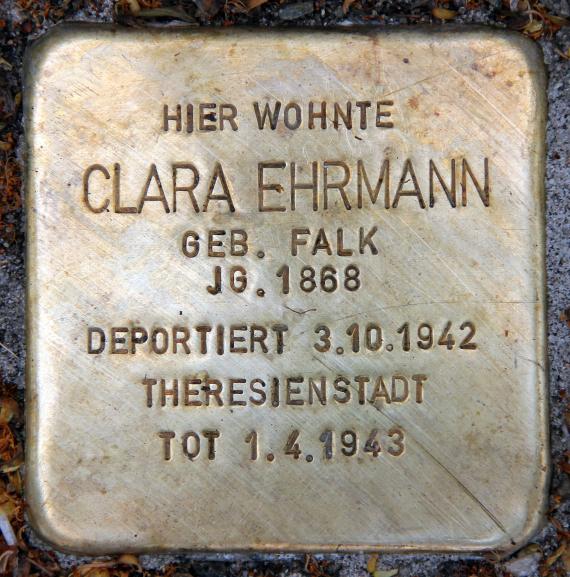 HIER WOHNTE
CLARA EHRMANN
GEB. FALK
JG. 1868
DEPORTIERT 3.10.1942
THERESIENSTADT
TOT 1.4.1943